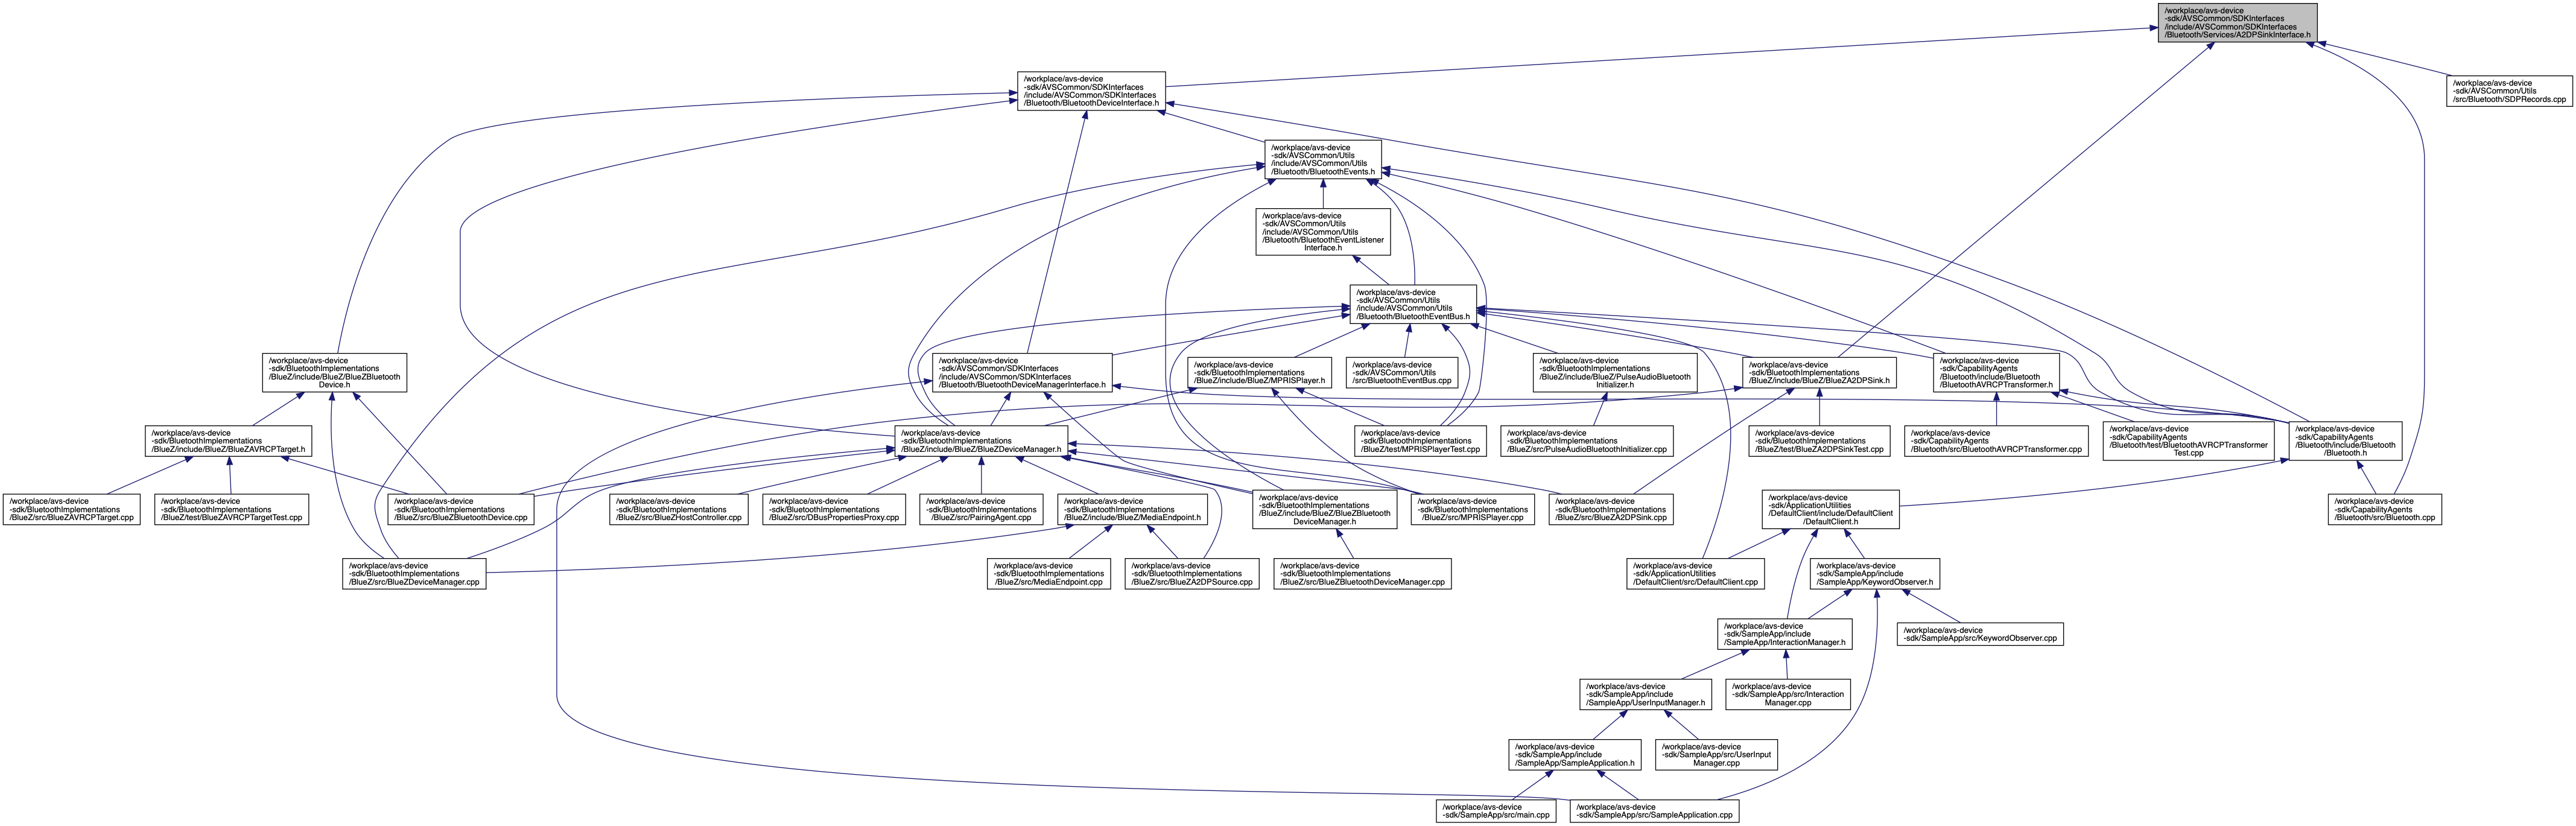 /workplace/avs-device
-sdk/AVSCommon/SDKInterfaces
/include/AVSCommon/SDKInterfaces
/Bluetooth/Services/A2DPSinkInterface.h
/workplace/avs-device
-sdk/AVSCommon/SDKInterfaces
/include/AVSCommon/SDKInterfaces
/Bluetooth/BluetoothDeviceInterface.h
/workplace/avs-device
-sdk/AVSCommon/Utils
/src/Bluetooth/SDPRecords.cpp
/workplace/avs-device
-sdk/AVSCommon/Utils
/include/AVSCommon/Utils
/Bluetooth/BluetoothEvents.h
/workplace/avs-device
-sdk/AVSCommon/Utils
/include/AVSCommon/Utils
/Bluetooth/BluetoothEventListener
Interface.h
/workplace/avs-device
-sdk/AVSCommon/Utils
/include/AVSCommon/Utils
/Bluetooth/BluetoothEventBus.h
/workplace/avs-device
-sdk/BluetoothImplementations
/BlueZ/include/BlueZ/BlueZBluetooth
Device.h
/workplace/avs-device
-sdk/AVSCommon/SDKInterfaces
/include/AVSCommon/SDKInterfaces
/Bluetooth/BluetoothDeviceManagerInterface.h
/workplace/avs-device
-sdk/BluetoothImplementations
/BlueZ/include/BlueZ/MPRISPlayer.h
/workplace/avs-device
-sdk/AVSCommon/Utils
/src/BluetoothEventBus.cpp
/workplace/avs-device
-sdk/BluetoothImplementations
/BlueZ/include/BlueZ/PulseAudioBluetooth
Initializer.h
/workplace/avs-device
-sdk/BluetoothImplementations
/BlueZ/include/BlueZ/BlueZA2DPSink.h
/workplace/avs-device
-sdk/CapabilityAgents
/Bluetooth/include/Bluetooth
/BluetoothAVRCPTransformer.h
/workplace/avs-device
-sdk/BluetoothImplementations
/BlueZ/include/BlueZ/BlueZAVRCPTarget.h
/workplace/avs-device
-sdk/BluetoothImplementations
/BlueZ/include/BlueZ/BlueZDeviceManager.h
/workplace/avs-device
-sdk/BluetoothImplementations
/BlueZ/test/MPRISPlayerTest.cpp
/workplace/avs-device
-sdk/BluetoothImplementations
/BlueZ/src/PulseAudioBluetoothInitializer.cpp
/workplace/avs-device
-sdk/BluetoothImplementations
/BlueZ/test/BlueZA2DPSinkTest.cpp
/workplace/avs-device
-sdk/CapabilityAgents
/Bluetooth/src/BluetoothAVRCPTransformer.cpp
/workplace/avs-device
-sdk/CapabilityAgents
/Bluetooth/test/BluetoothAVRCPTransformer
Test.cpp
/workplace/avs-device
-sdk/CapabilityAgents
/Bluetooth/include/Bluetooth
/Bluetooth.h
/workplace/avs-device
-sdk/BluetoothImplementations
/BlueZ/src/BlueZAVRCPTarget.cpp
/workplace/avs-device
-sdk/BluetoothImplementations
/BlueZ/test/BlueZAVRCPTargetTest.cpp
/workplace/avs-device
-sdk/BluetoothImplementations
/BlueZ/src/BlueZBluetoothDevice.cpp
/workplace/avs-device
-sdk/BluetoothImplementations
/BlueZ/src/BlueZHostController.cpp
/workplace/avs-device
-sdk/BluetoothImplementations
/BlueZ/src/DBusPropertiesProxy.cpp
/workplace/avs-device
-sdk/BluetoothImplementations
/BlueZ/src/PairingAgent.cpp
/workplace/avs-device
-sdk/BluetoothImplementations
/BlueZ/include/BlueZ/MediaEndpoint.h
/workplace/avs-device
-sdk/BluetoothImplementations
/BlueZ/include/BlueZ/BlueZBluetooth
DeviceManager.h
/workplace/avs-device
-sdk/BluetoothImplementations
/BlueZ/src/MPRISPlayer.cpp
/workplace/avs-device
-sdk/BluetoothImplementations
/BlueZ/src/BlueZA2DPSink.cpp
/workplace/avs-device
-sdk/ApplicationUtilities
/DefaultClient/include/DefaultClient
/DefaultClient.h
/workplace/avs-device
-sdk/CapabilityAgents
/Bluetooth/src/Bluetooth.cpp
/workplace/avs-device
-sdk/BluetoothImplementations
/BlueZ/src/BlueZDeviceManager.cpp
/workplace/avs-device
-sdk/BluetoothImplementations
/BlueZ/src/MediaEndpoint.cpp
/workplace/avs-device
-sdk/BluetoothImplementations
/BlueZ/src/BlueZA2DPSource.cpp
/workplace/avs-device
-sdk/BluetoothImplementations
/BlueZ/src/BlueZBluetoothDeviceManager.cpp
/workplace/avs-device
-sdk/ApplicationUtilities
/DefaultClient/src/DefaultClient.cpp
/workplace/avs-device
-sdk/SampleApp/include
/SampleApp/KeywordObserver.h
/workplace/avs-device
-sdk/SampleApp/include
/SampleApp/InteractionManager.h
/workplace/avs-device
-sdk/SampleApp/src/KeywordObserver.cpp
/workplace/avs-device
-sdk/SampleApp/include
/SampleApp/UserInputManager.h
/workplace/avs-device
-sdk/SampleApp/src/Interaction
Manager.cpp
/workplace/avs-device
-sdk/SampleApp/include
/SampleApp/SampleApplication.h
/workplace/avs-device
-sdk/SampleApp/src/UserInput
Manager.cpp
/workplace/avs-device
-sdk/SampleApp/src/main.cpp
/workplace/avs-device
-sdk/SampleApp/src/SampleApplication.cpp